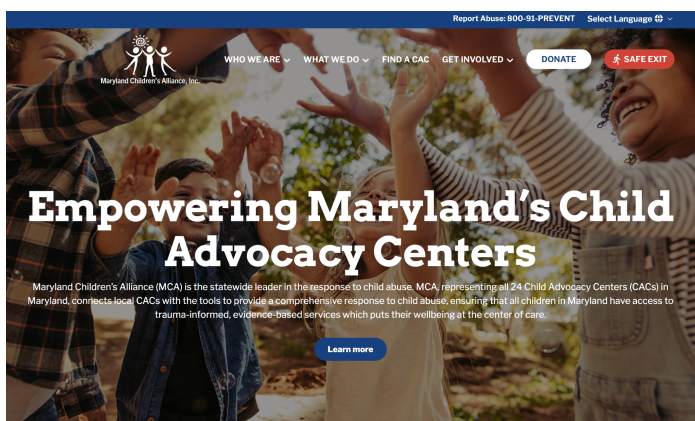 Report Abuse: 800-91-PREVENT Select Language
Maryland Children's Alliance, Inc.
WHO WE ARE WHAT WE DO FIND A CAC GET INVOLVED DONATE SAFE EXIT
Empowering Maryland's Child
Advocacy Centers
Maryland Children's Alliance (MCA) is the statewide leader in the response to child abuse. MCA, representing all 24 Child Advocacy Centers (CACs) in
Maryland, connects local CACs with the tools to provide a comprehensive response to child abuse, ensuring that all children in Maryland have access to
trauma-informed, evidence-based services which puts their wellbeing at the center of care.
Learn more